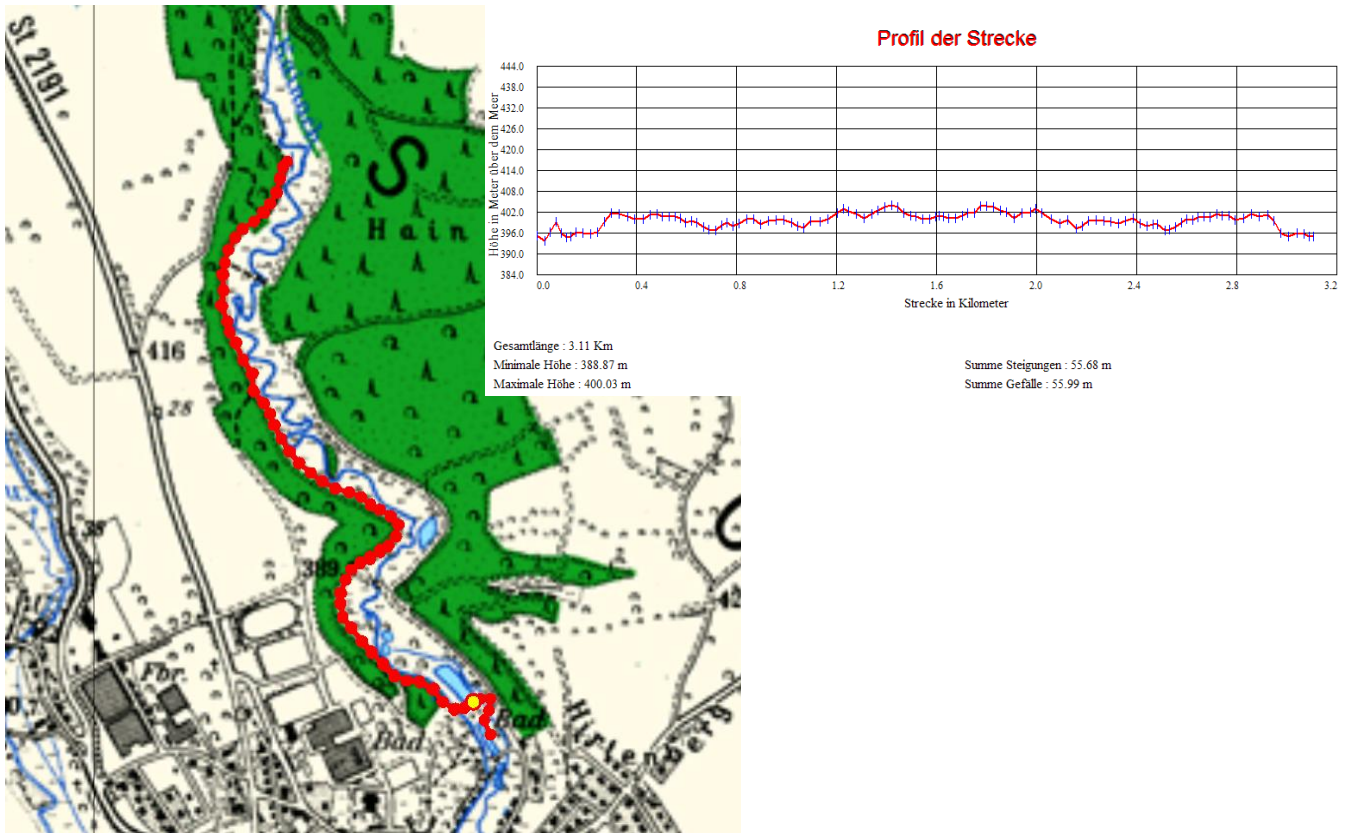 St 2191
Hainach
S
Hain
416
28
38
389
Fbr.
Bad
Bad
Hirtenberg
Profil der Strecke
Höhe in Meter über dem Meer
444.0
438.0
432.0
426.0
420.0
414.0
408.0
402.0
396.0
390.0
384.0
0.0 0.4 0.8 1.2 1.6 2.0 2.4 2.8 3.2
Strecke in Kilometer
Gesamtlänge : 3.11 Km
Minimale Höhe : 388.87 m
Maximale Höhe : 400.03 m
Summe Steigungen : 55.68 m
Summe Gefälle : 55.99 m